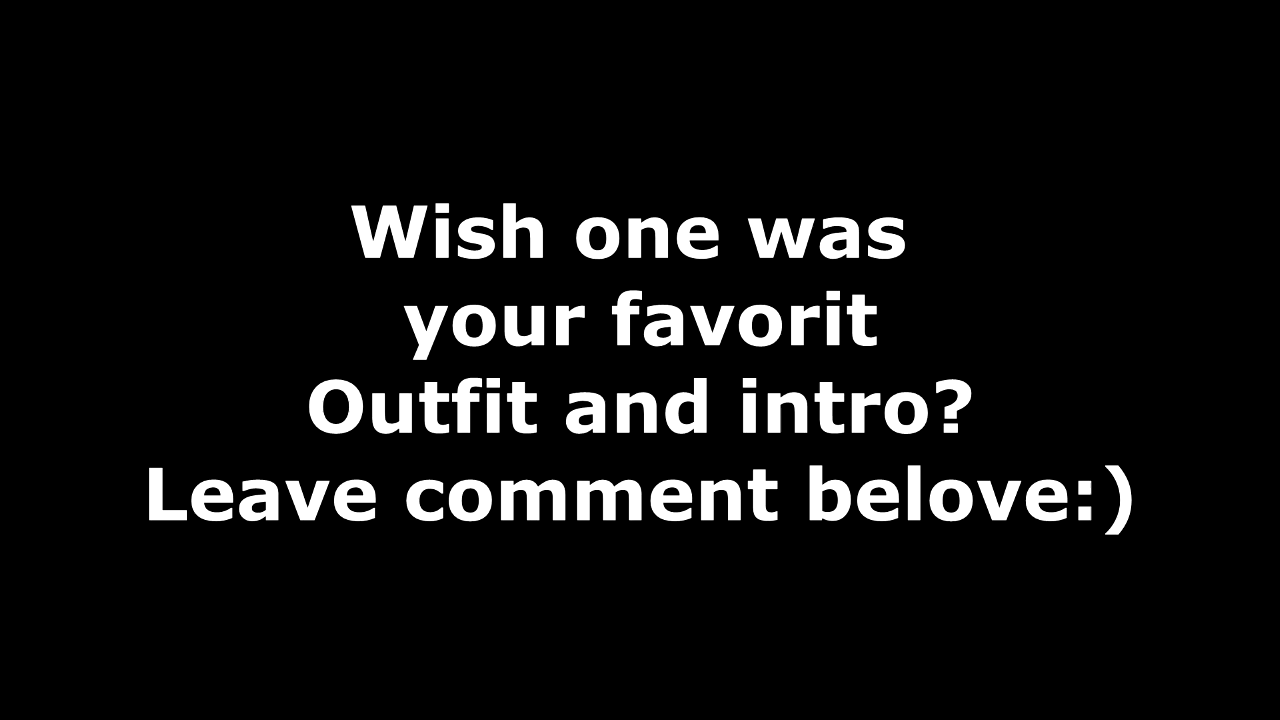 Wish one was
your favorit
Outfit and intro?
Leave comment belove:)